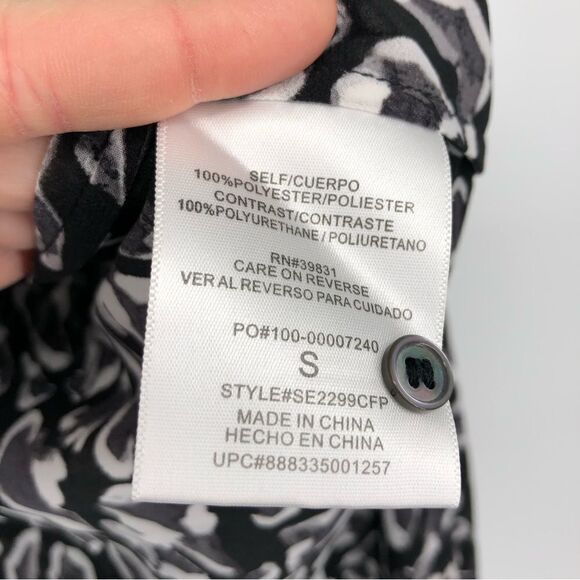 SELF/CUERPO
100%POLYESTER/POLIESTER
CONTRAST/CONTRASTE
100%POLYURETHANE/POLIURETANO
RN#39831
CARE ON REVERSE
VER AL REVERSO PARA CUIDADO
PO#100-00007240
S
STYLE#SE2299CFP
MADE IN CHINA
HECHO EN CHINA
UPC#888335001257